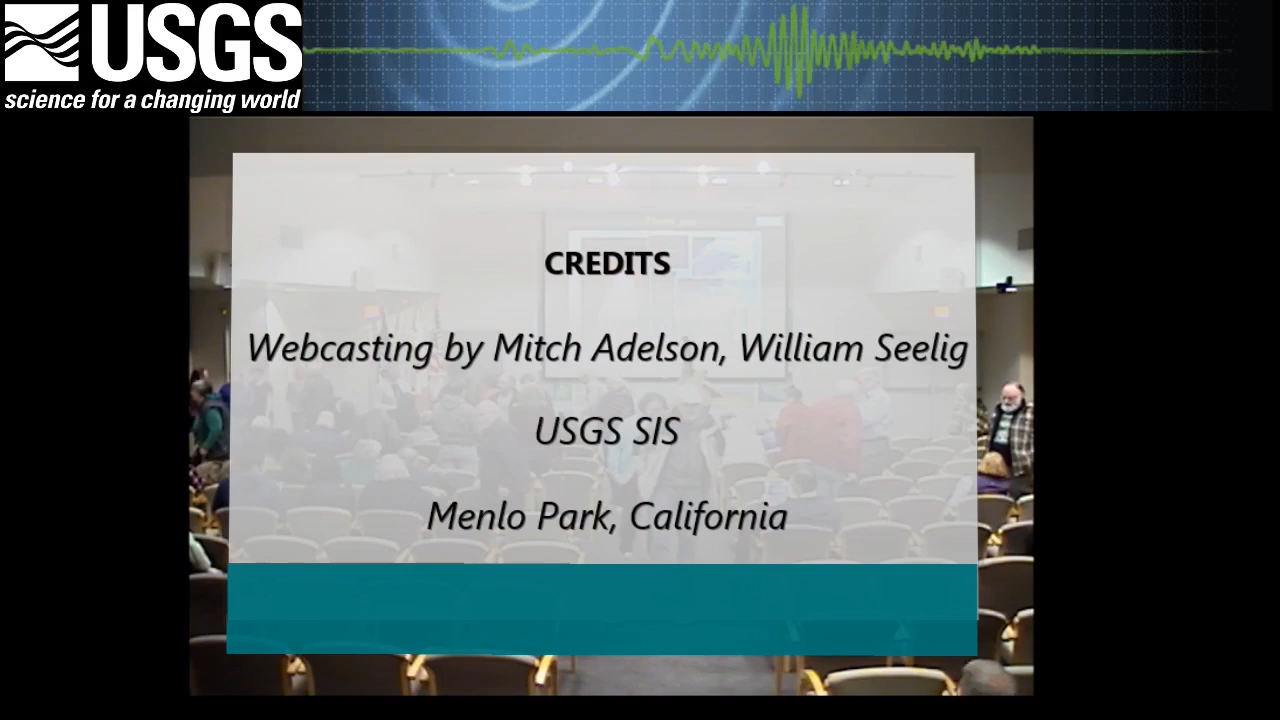 USGS
science for a changing world
CREDITS
Webcasting by Mitch Adelson, William Seelig
USGS SIS
Menlo Park, California